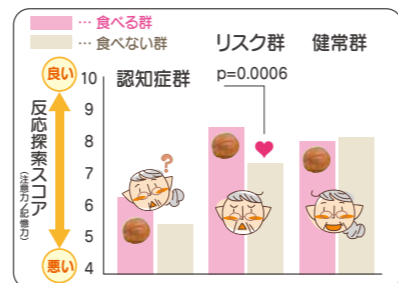 … 食べる群
… 食べない群
リスク群
健常群
認知症群
p=0.0006
良い
反応探索スコア
(注意力/記憶力)
悪い
10
9
8
7
6
5
4
?